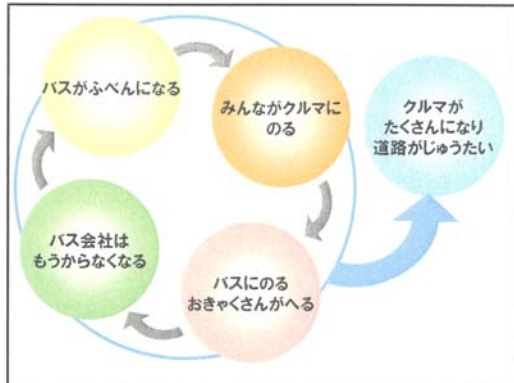 バスがふべんになる
みんながクルマに
のる
クルマが
たくさんになり
道路がじゅうたい
バスにのる
おきゃくさんがへる
バス会社は
もうからなくなる